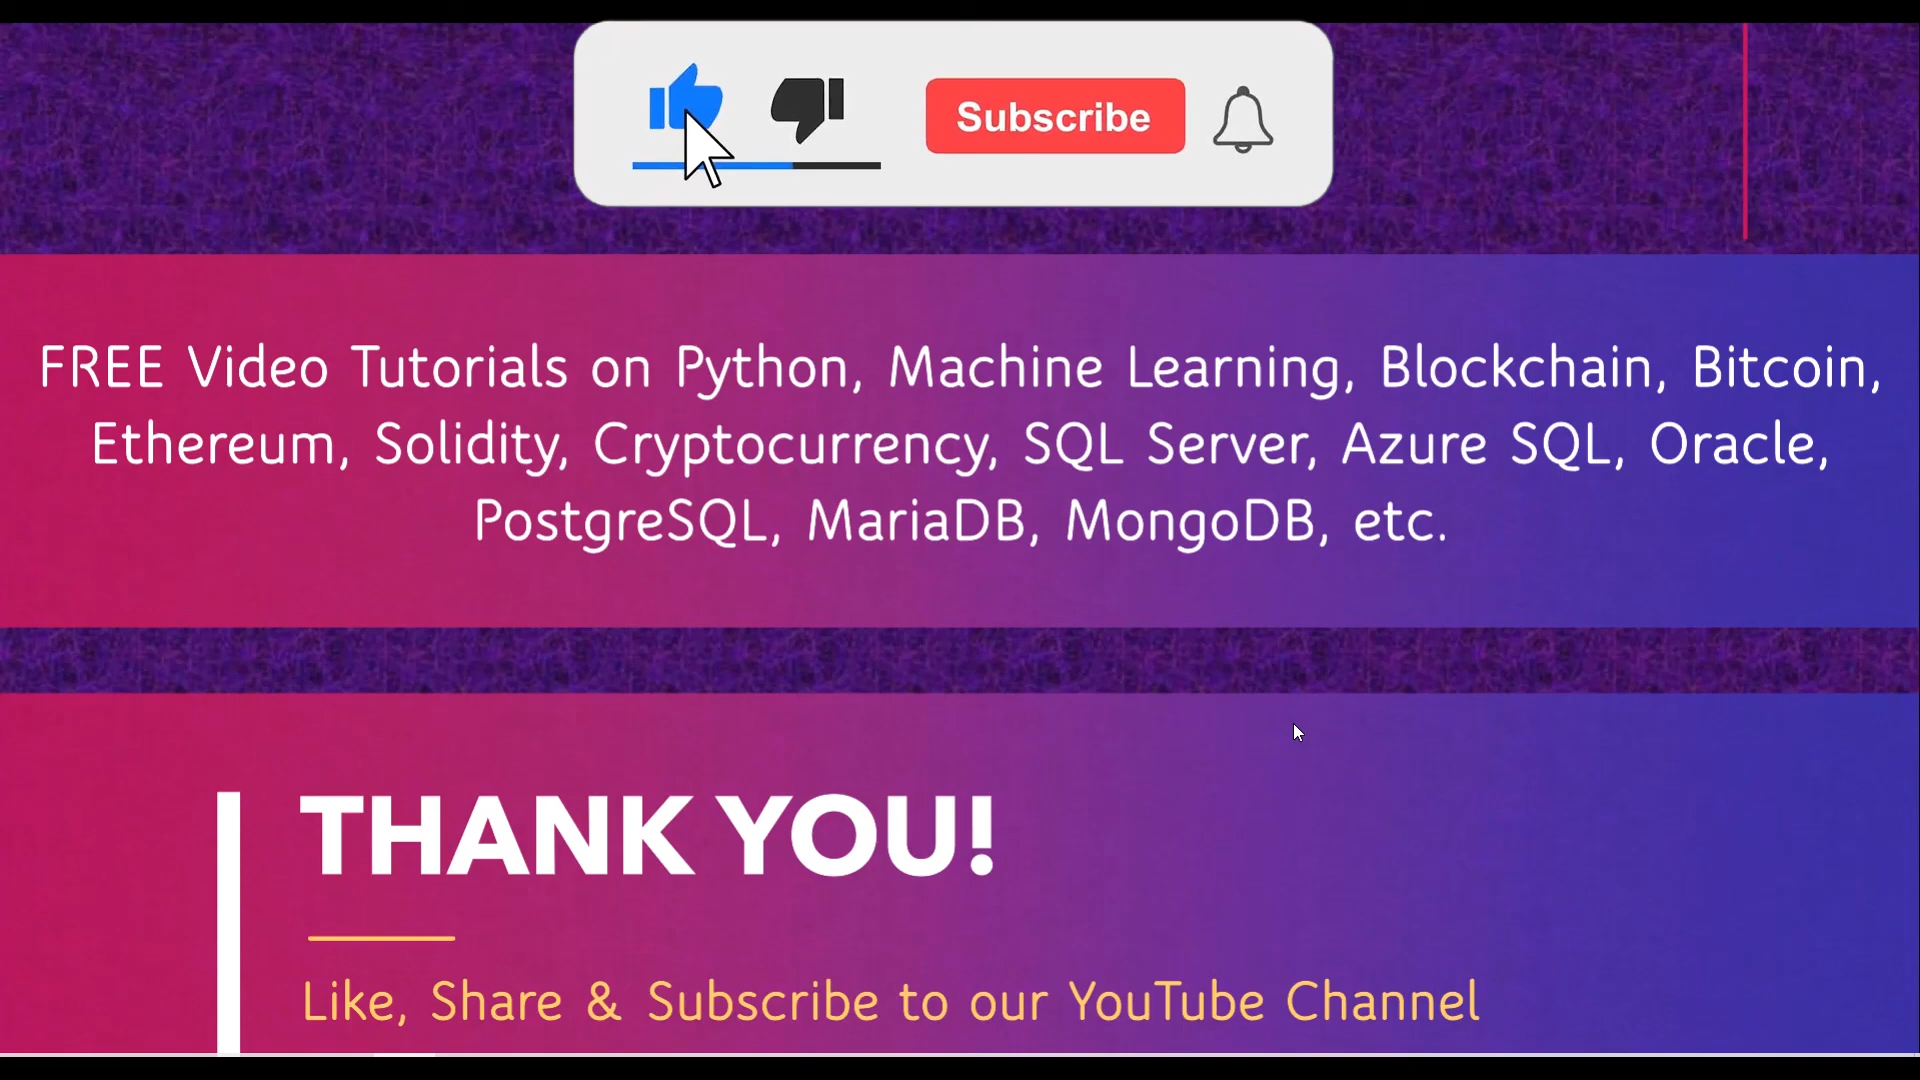 Subscribe
FREE Video Tutorials on Python, Machine Learning, Blockchain, Bitcoin,
Ethereum, Solidity, Cryptocurrency, SQL Server, Azure SQL, Oracle,
PostgreSQL, MariaDB, MongoDB, etc.
THANK YOU!
Like, Share & Subscribe to our YouTube Channel